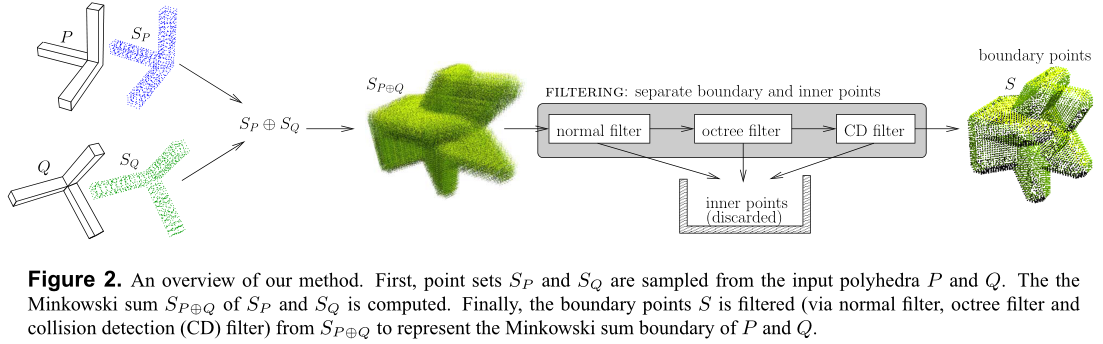 P
S_P
Q
S_Q
S_P ⊕ S_Q
S_{P⊕Q}
FILTERING: separate boundary and inner points
normal filter
octree filter
CD filter
inner points
(discarded)
boundary points
S
Figure 2. An overview of our method. First, point sets S_P and S_Q are sampled from the input polyhedra P and Q. The the
Minkowski sum S_{P⊕Q} of S_P and S_Q is computed. Finally, the boundary points S is filtered (via normal filter, octree filter and
collision detection (CD) filter) from S_{P⊕Q} to represent the Minkowski sum boundary of P and Q.